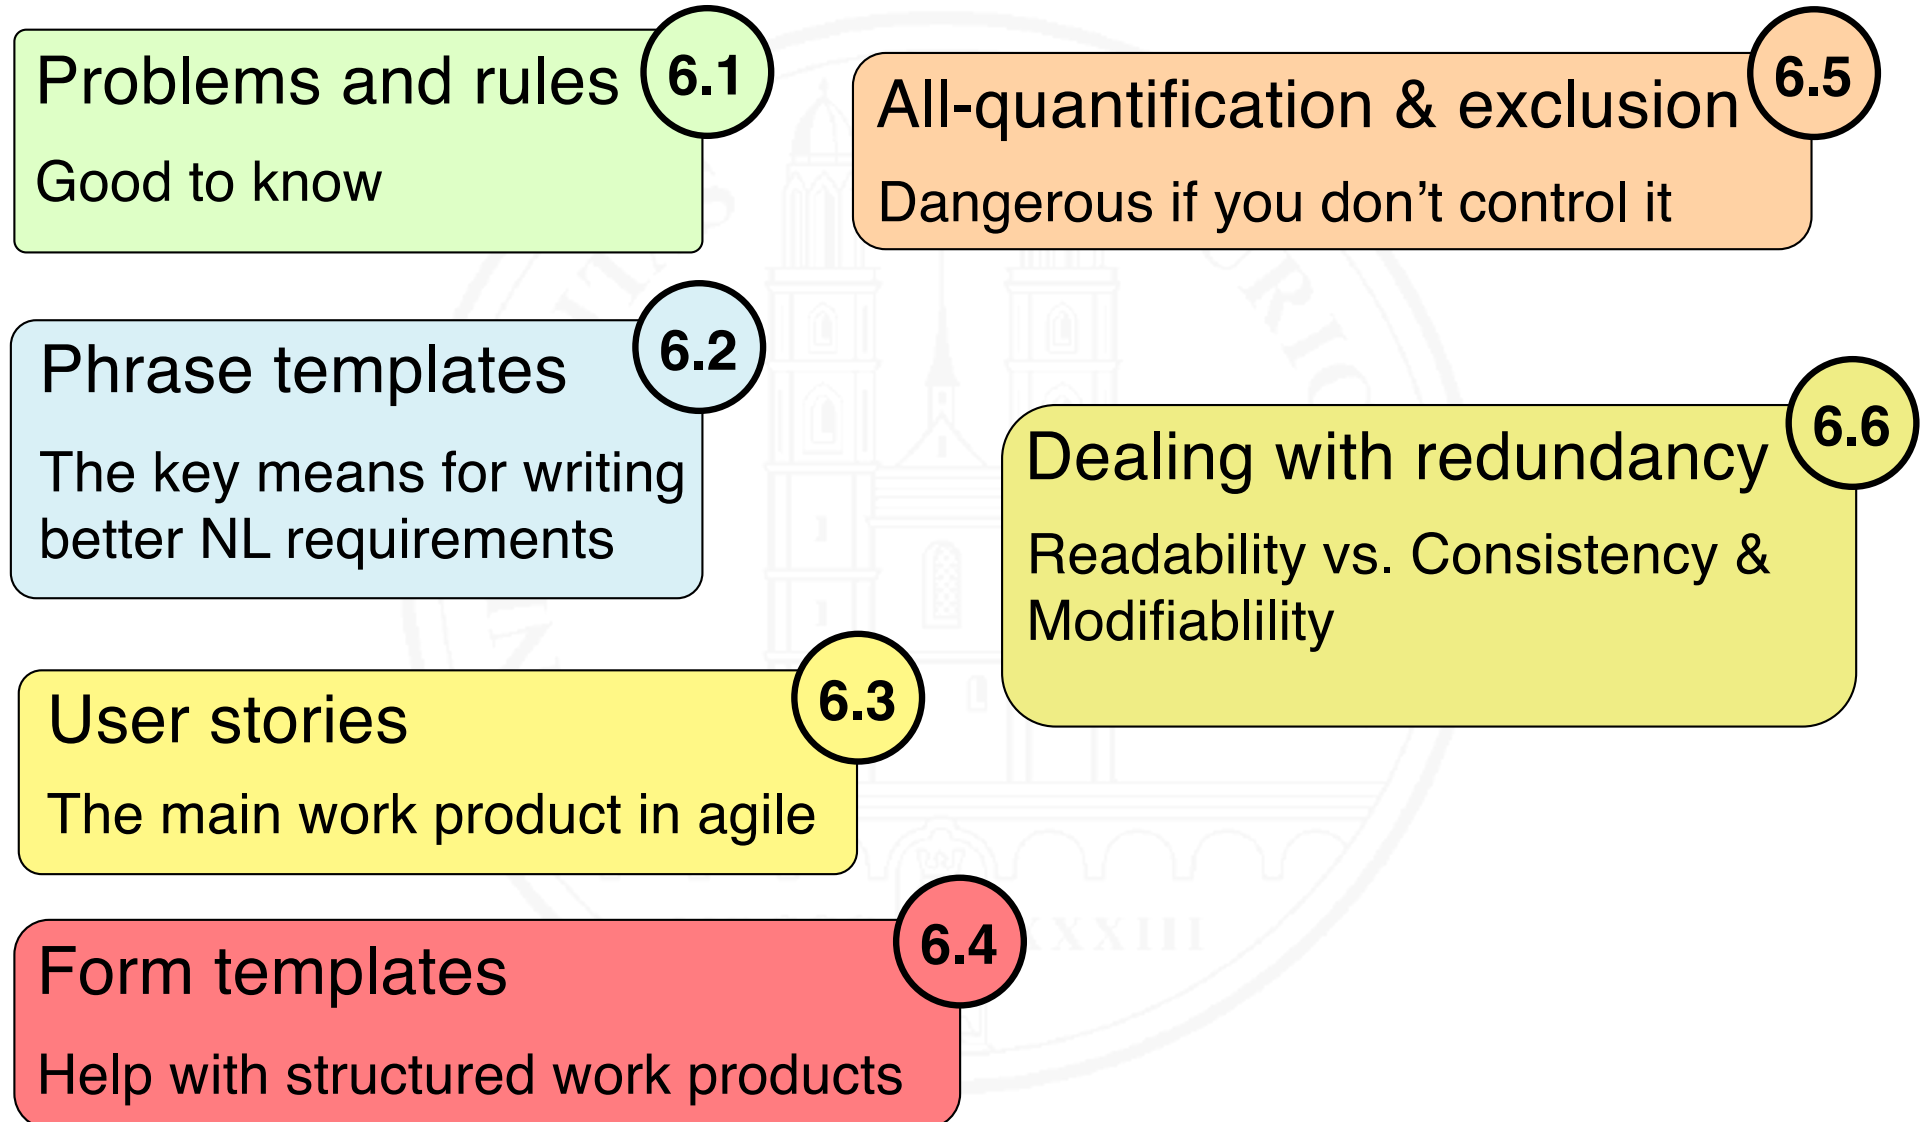 Problems and rules
6.1
Good to know
Phrase templates
6.2
The key means for writing
better NL requirements
User stories
6.3
The main work product in agile
Form templates
6.4
Help with structured work products
All-quantification & exclusion
6.5
Dangerous if you don’t control it
Dealing with redundancy
6.6
Readability vs. Consistency &
Modifiablility
XXXIII